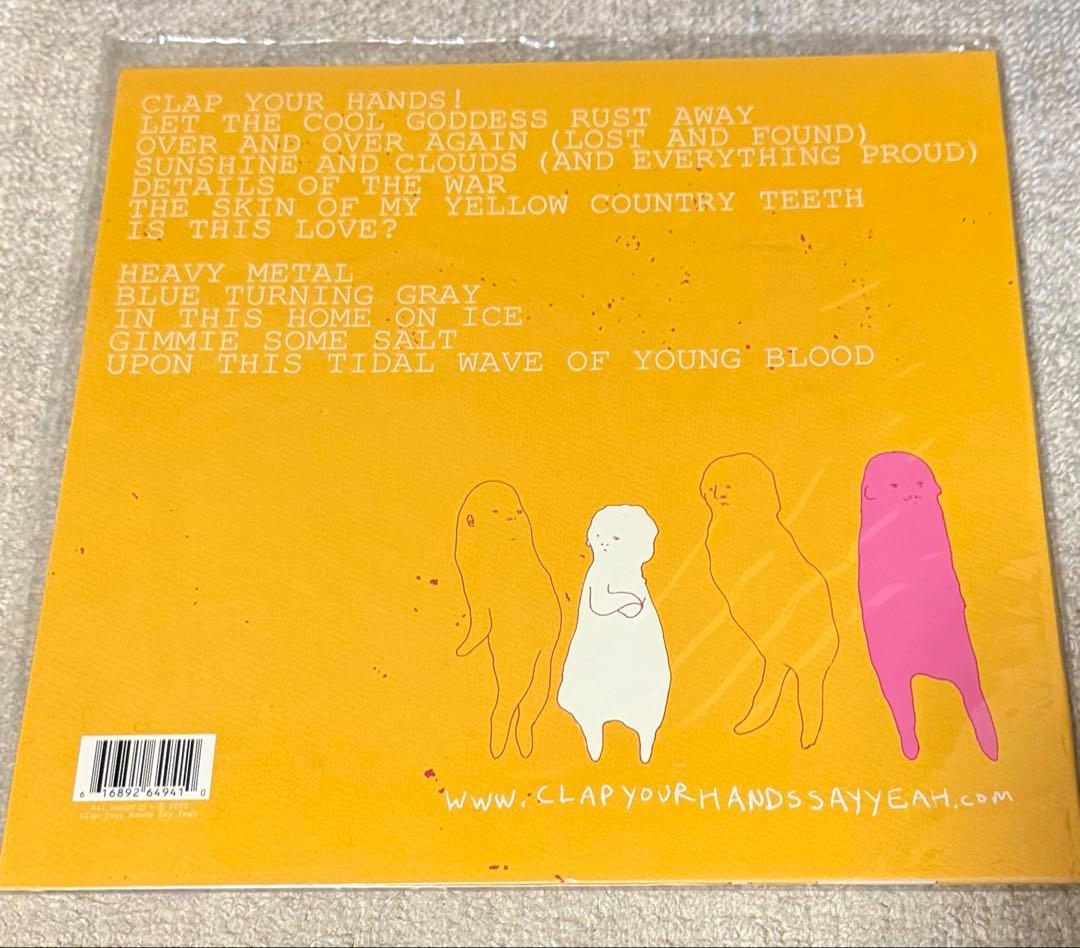 CLAP YOUR HANDS!
LET THE COOL GODDESS RUST AWAY
OVER AND OVER AGAIN (LOST AND FOUND)
SUNSHINE AND CLOUDS (AND EVERYTHING PROUD)
DETAILS OF THE WAR
THE SKIN OF MY YELLOW COUNTRY TEETH
IS THIS LOVE?
HEAVY METAL
BLUE TURNING GRAY
IN THIS HOME ON ICE
GIMMIE SOME SALT
UPON THIS TIDAL WAVE OF YOUNG BLOOD
WWW.CLAPYOURHANDSSAYYEAH.COM
6 16892 64941 0
Clap Your Hands Say Yeah